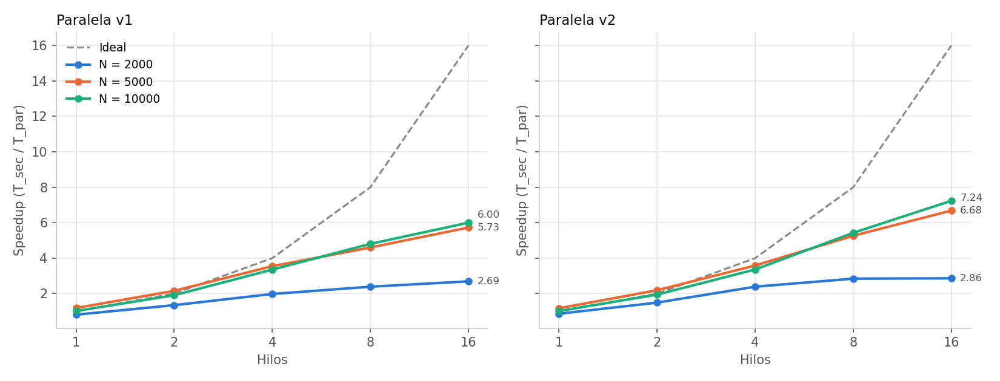 Paralela v1
Ideal
N = 2000
N = 5000
N = 10000
16
14
12
10
8
6
4
2
Speedup (T_sec / T_par)
6.00
5.73
2.69
1 2 4 8 16
Hilos
Paralela v2
Speedup (T_sec / T_par)
7.24
6.68
2.86
1 2 4 8 16
Hilos